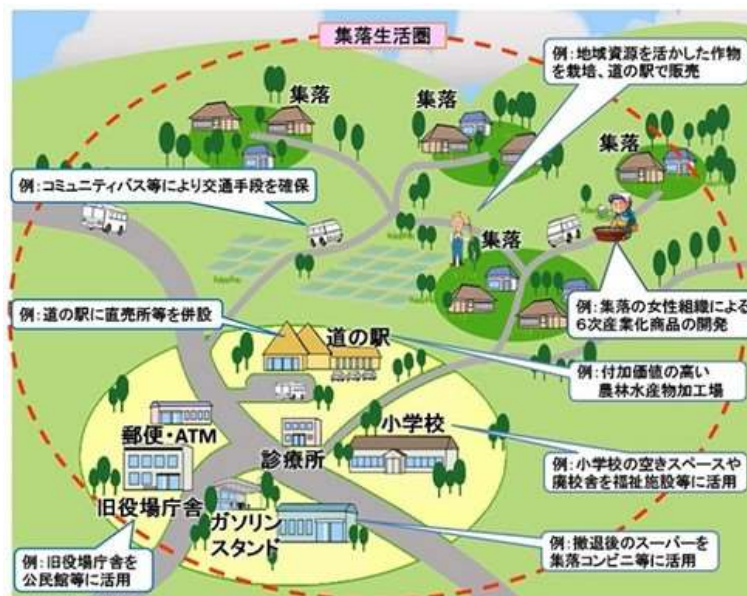 集落生活圏
例:地域資源を活かした作物
を栽培、道の駅で販売
集落
集落
集落
例:コミュニティバス等により交通手段を確保
集落
例:集落の女性組織による
6次産業化商品の開発
例:道の駅に直売所等を併設
道の駅
例:付加価値の高い
農林水産物加工場
郵便・ATM
小学校
診療所
例:小学校の空きスペースや
廃校舎を福祉施設等に活用
旧役場庁舎
ガソリン
スタンド
例:旧役場庁舎を
公民館等に活用
例:撤退後のスーパーを
集落コンビニ等に活用